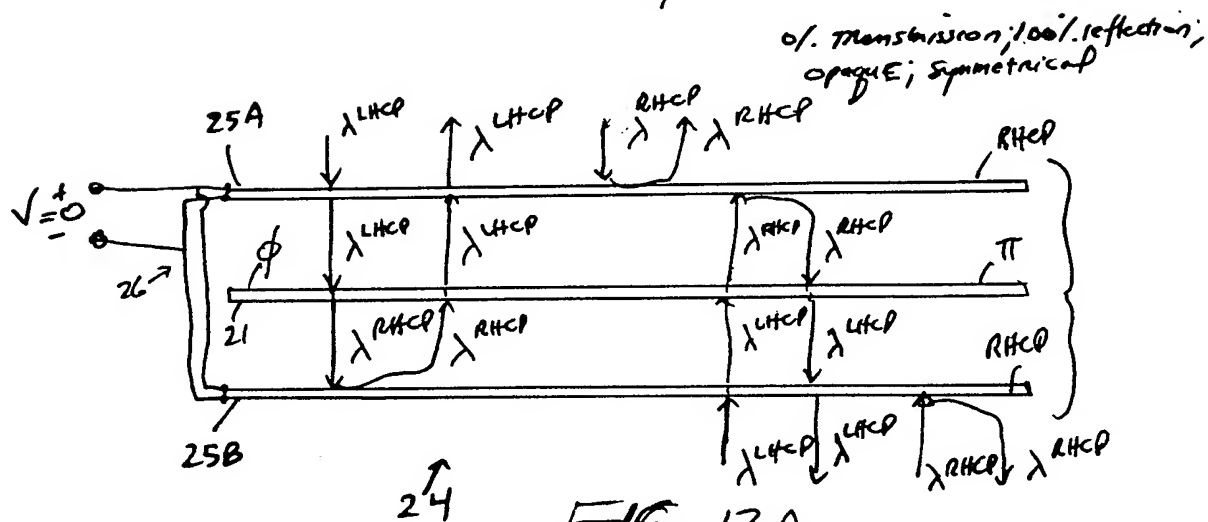 0/. Transmission; 100/. reflection;
opaque; symmetrical
25A
λLHCP
λLHCP
λRHCP
λRHCP
RHCP
V=0
+
-
λLHCP
λLHCP
λRHCP
λRHCP
ϕ
π
26
21
λRHCP
λRHCP
λLHCP
λLHCP
RHCP
25B
λLHCP
λLHCP
λRHCP
λRHCP
24